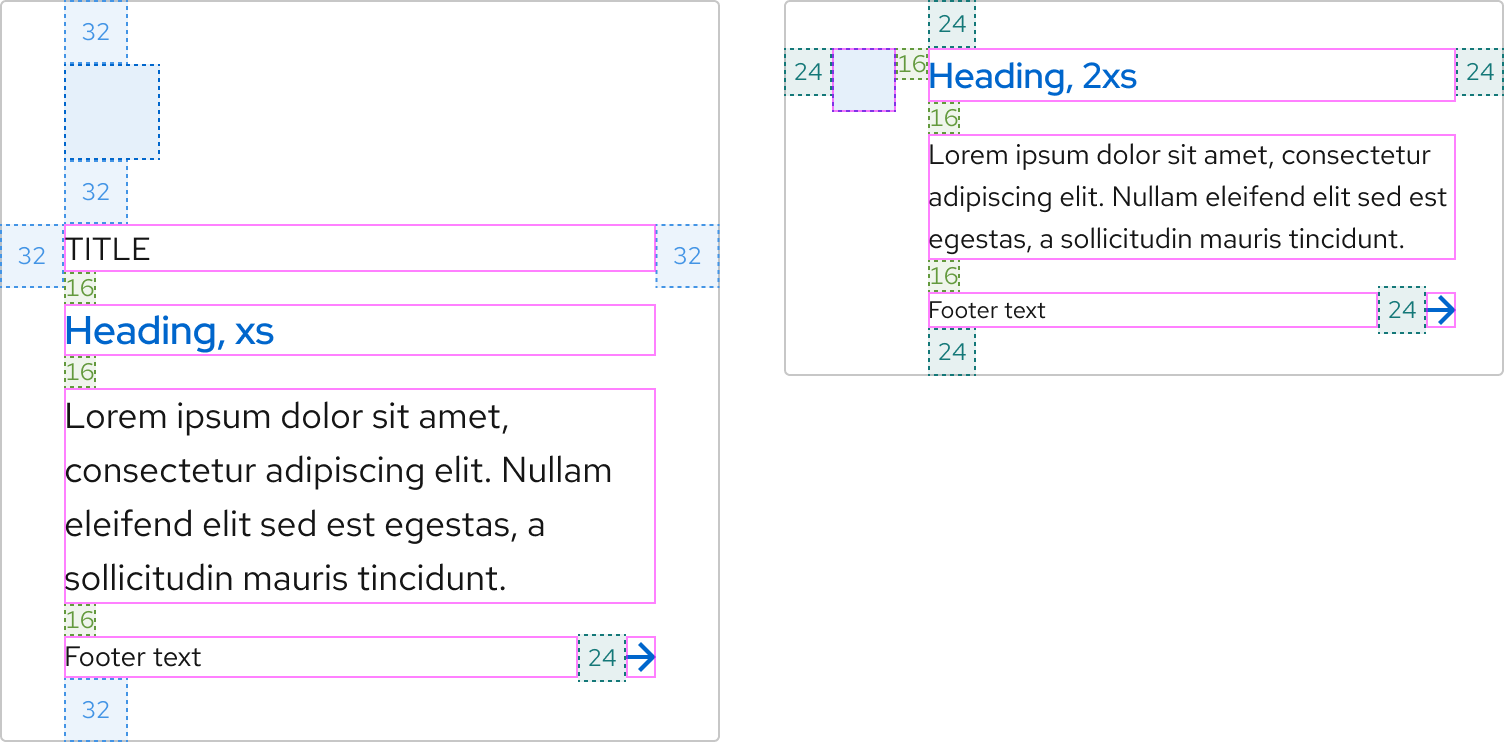 32
32
32
TITLE
32
16
Heading, xs
16
Lorem ipsum dolor sit amet,
consectetur adipiscing elit. Nullam
eleifend elit sed est egestas, a
sollicitudin mauris tincidunt.
16
Footer text
24
32
24
24
16
Heading, 2xs
24
16
Lorem ipsum dolor sit amet, consectetur
adipiscing elit. Nullam eleifend elit sed est
egestas, a sollicitudin mauris tincidunt.
16
Footer text
24
24